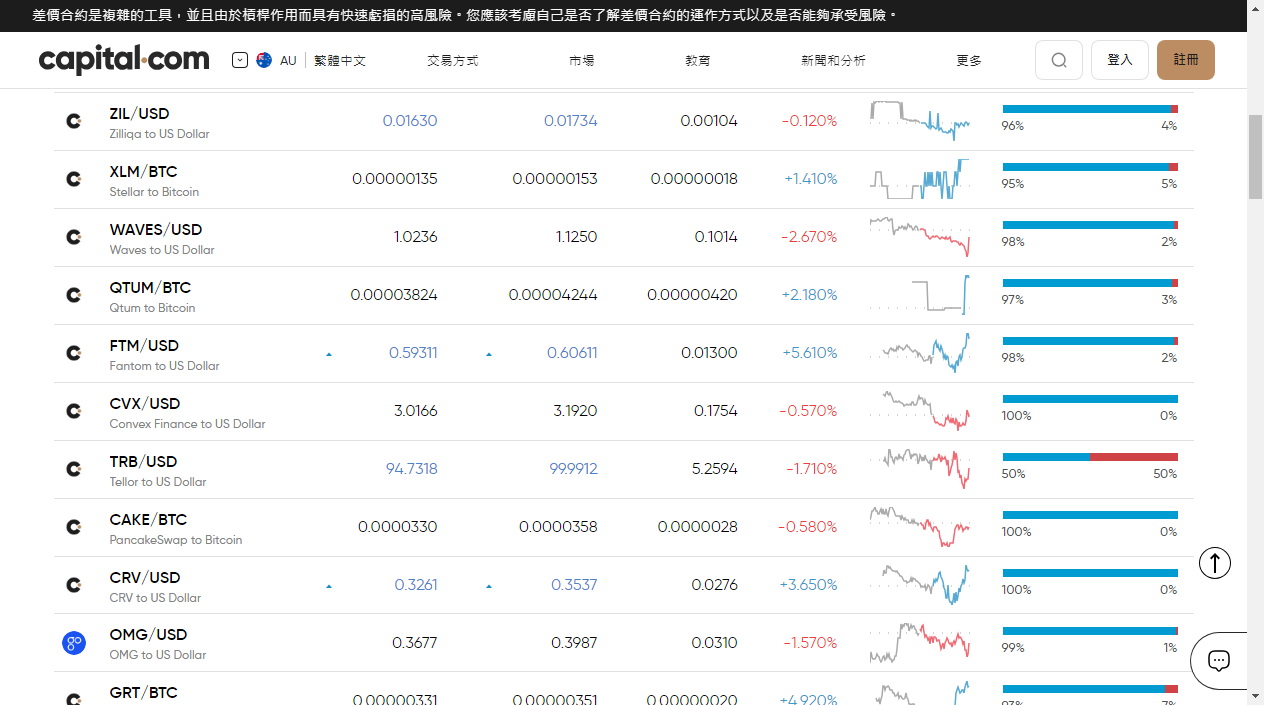 差價合約是複雜的工具，並且由於槓桿作用而具有快速虧損的高風險。您應該考慮自己是否了解差價合約的運作方式以及是否能夠承受風險。
capital.com AU 繁體中文 交易方式 市場 教育 新聞和分析 更多 登入 註冊
ZIL/USD 0.01630 0.01734 0.00104 -0.120% 96% 4%
Zilliqa to US Dollar
XLM/BTC 0.00000135 0.00000153 0.00000018 +1.410% 95% 5%
Stellar to Bitcoin
WAVES/USD 1.0236 1.1250 0.1014 -2.670% 98% 2%
Waves to US Dollar
QTUM/BTC 0.00003824 0.00004244 0.00000420 +2.180% 97% 3%
Qtum to Bitcoin
FTM/USD 0.59311 0.60611 0.01300 +5.610% 98% 2%
Fantom to US Dollar
CVX/USD 3.0166 3.1920 0.1754 -0.570% 100% 0%
Convex Finance to US Dollar
TRB/USD 94.7318 99.9912 5.2594 -1.710% 50% 50%
Tellor to US Dollar
CAKE/BTC 0.0000330 0.0000358 0.0000028 -0.580% 100% 0%
PancakeSwap to Bitcoin
CRV/USD 0.3261 0.3537 0.0276 +3.650% 100% 0%
CRV to US Dollar
OMG/USD 0.3677 0.3987 0.0310 -1.570% 99% 1%
OMG to US Dollar
GRT/BTC 0.00000331 0.00000351 0.00000020 +4.920% 93% 7%